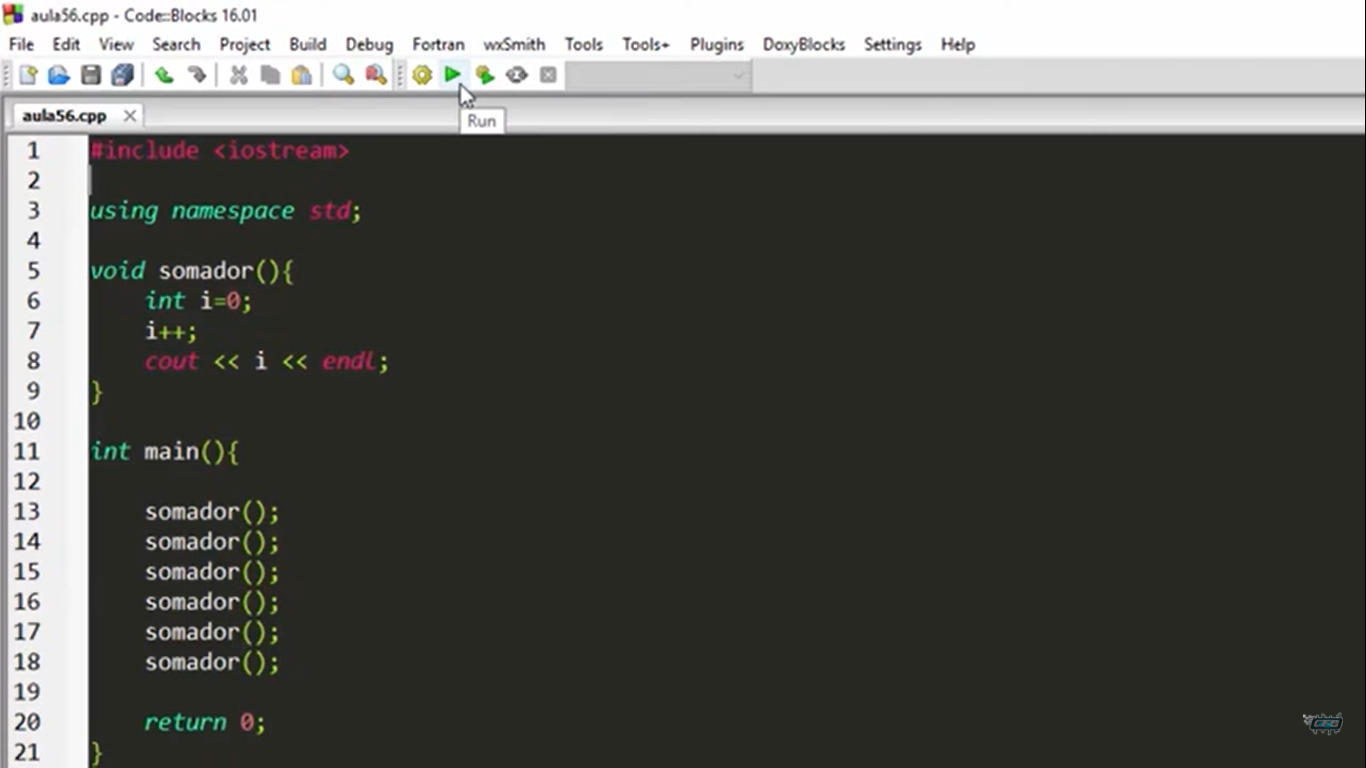 aula56.cpp - Code::Blocks 16.01
File Edit View Search Project Build Debug Fortran wxSmith Tools Tools+ Plugins DoxyBlocks Settings Help
aula56.cpp
Run
1 #include <iostream>
2
3 using namespace std;
4
5 void somador(){
6 int i=0;
7 i++;
8 cout << i << endl;
9 }
10
11 int main(){
12
13 somador();
14 somador();
15 somador();
16 somador();
17 somador();
18 somador();
19
20 return 0;
21 }